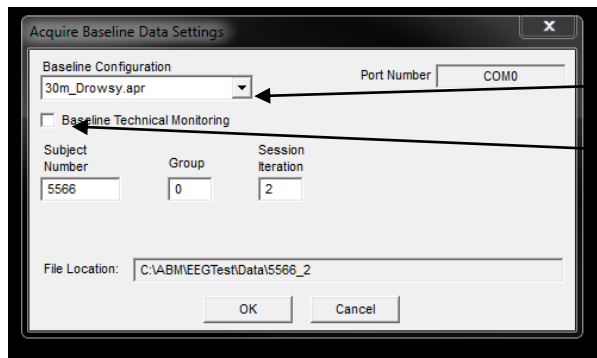 Acquire Baseline Data Settings
x
Baseline Configuration
Port Number COM0
30m_Drowsy.apr
Baseline Technical Monitoring
Subject Number
Group
Session Iteration
5566 0 2
File Location: C:\ABM\EEGTest\Data\5566_2
OK Cancel